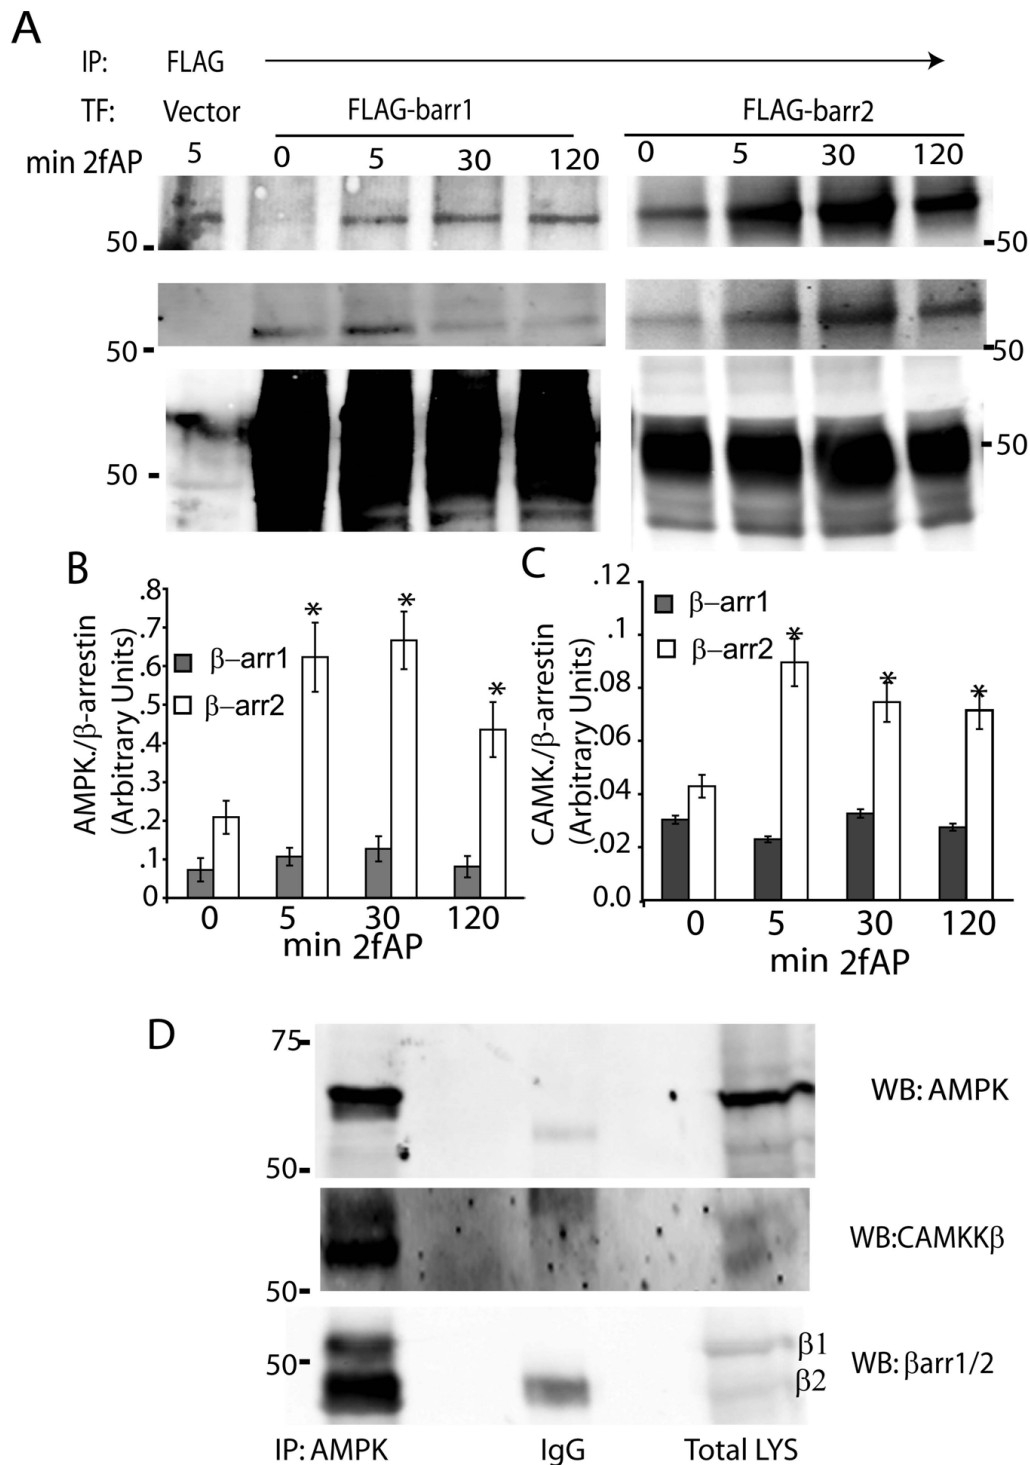 A
IP: FLAG
TF: Vector FLAG-barr1 FLAG-barr2
min 2fAP 5 0 5 30 120 0 5 30 120
50 50
50 50
50 50
B
AMPK./β-arrestin
(Arbitrary Units)
.8
.7
.6
.5
.4
.3
.2
.1
0
β–arr1
β–arr2
* * *
0 5 30 120
min 2fAP
C
CAMK./β-arrestin
(Arbitrary Units)
.12
.1
.08
.06
.04
.02
0.0
β–arr1
β–arr2
* * *
0 5 30 120
min 2fAP
D
75
WB: AMPK
50
WB:CAMKKβ
50
β1
50 WB: βarr1/2
β2
IP: AMPK IgG Total LYS